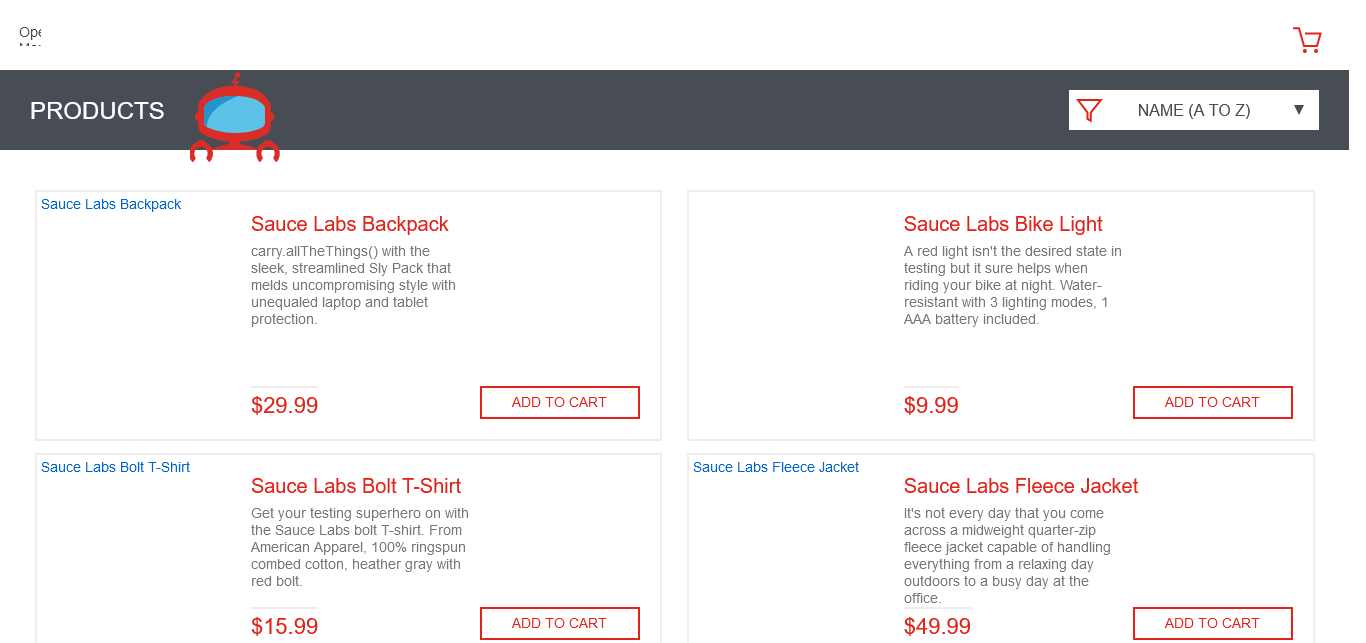 Ope
PRODUCTS
NAME (A TO Z)
Sauce Labs Backpack
Sauce Labs Backpack
carry.allTheThings() with the
sleek, streamlined Sly Pack that
melds uncompromising style with
unequaled laptop and tablet
protection.
$29.99
ADD TO CART
Sauce Labs Bike Light
A red light isn't the desired state in
testing but it sure helps when
riding your bike at night. Water-
resistant with 3 lighting modes, 1
AAA battery included.
$9.99
ADD TO CART
Sauce Labs Bolt T-Shirt
Sauce Labs Bolt T-Shirt
Get your testing superhero on with
the Sauce Labs bolt T-shirt. From
American Apparel, 100% ringspun
combed cotton, heather gray with
red bolt.
$15.99
ADD TO CART
Sauce Labs Fleece Jacket
Sauce Labs Fleece Jacket
It's not every day that you come
across a midweight quarter-zip
fleece jacket capable of handling
everything from a relaxing day
outdoors to a busy day at the
office.
$49.99
ADD TO CART